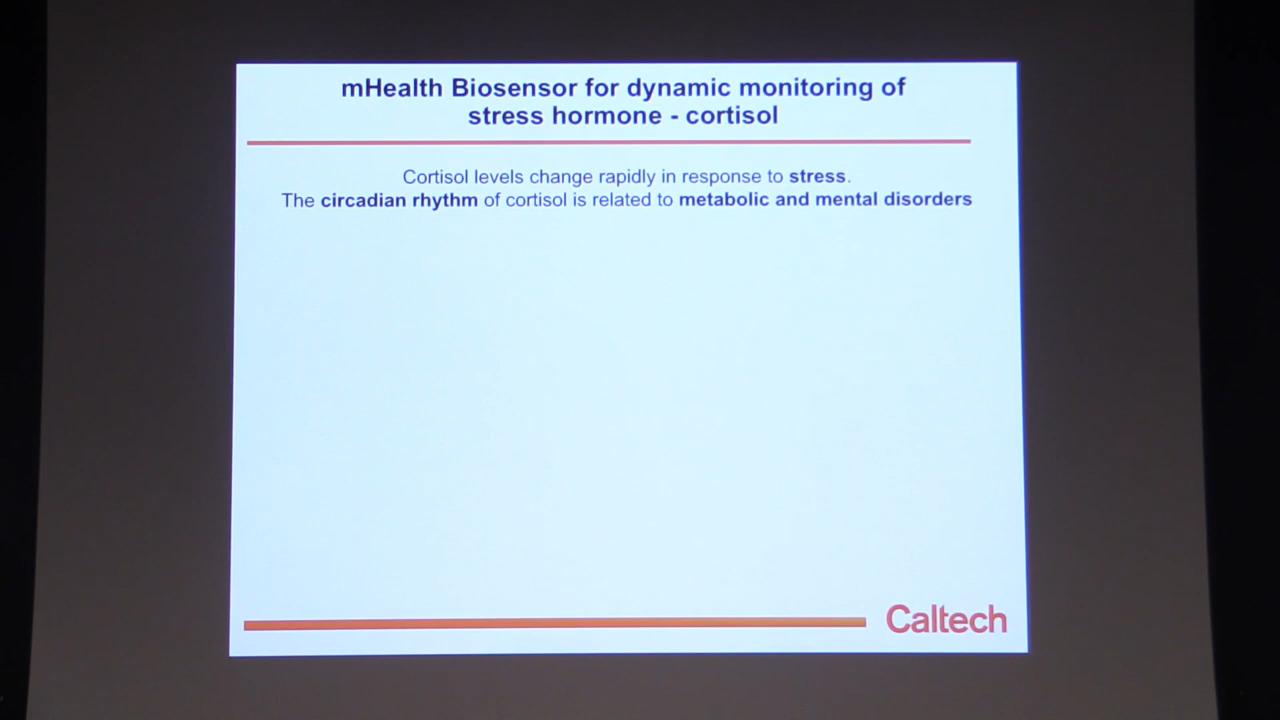 mHealth Biosensor for dynamic monitoring of
stress hormone - cortisol
Cortisol levels change rapidly in response to stress.
The circadian rhythm of cortisol is related to metabolic and mental disorders
Caltech